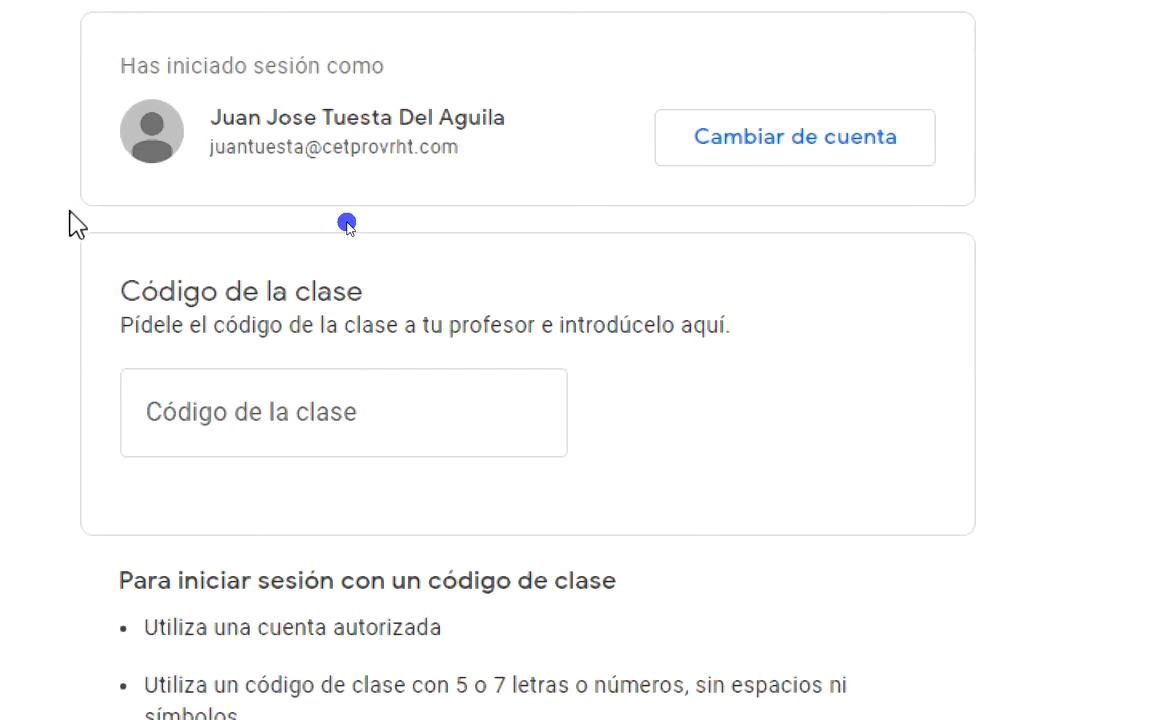 Has iniciado sesión como
Juan Jose Tuesta Del Aguila
juantuesta@cetprovrht.com
Cambiar de cuenta
Código de la clase
Pídele el código de la clase a tu profesor e introdúcelo aquí.
Código de la clase
Para iniciar sesión con un código de clase
• Utiliza una cuenta autorizada
• Utiliza un código de clase con 5 o 7 letras o números, sin espacios ni
símbolos